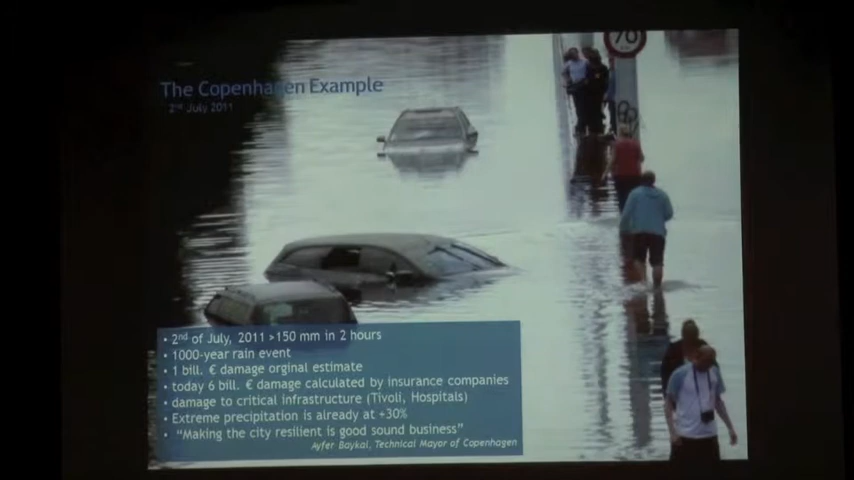 The Copenhagen Example
2nd July 2011
70
• 2nd of July, 2011 >150 mm in 2 hours
• 1000-year rain event
• 1 bill. € damage orginal estimate
• today 6 bill. € damage calculated by insurance companies
• damage to critical infrastructure (Tivoli, Hospitals)
• Extreme precipitation is already at +30%
• "Making the city resilient is good sound business"
Ayfer Baykal, Technical Mayor of Copenhagen